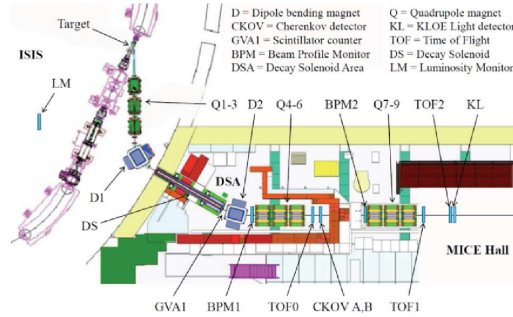 D = Dipole bending magnet
CKOV = Cherenkov detector
GVA1 = Scintillator counter
BPM = Beam Profile Monitor
DSA = Decay Solenoid Area
Q = Quadrupole magnet
KL = KLOE Light detector
TOF = Time of Flight
DS = Decay Solenoid
LM = Luminosity Monitor
Target
ISIS
LM
Q1-3
D2
Q4-6
BPM2
Q7-9
TOF2
KL
D1
DSA
DS
MICE Hall
GVA1
BPM1
TOF0
CKOV A,B
TOF1